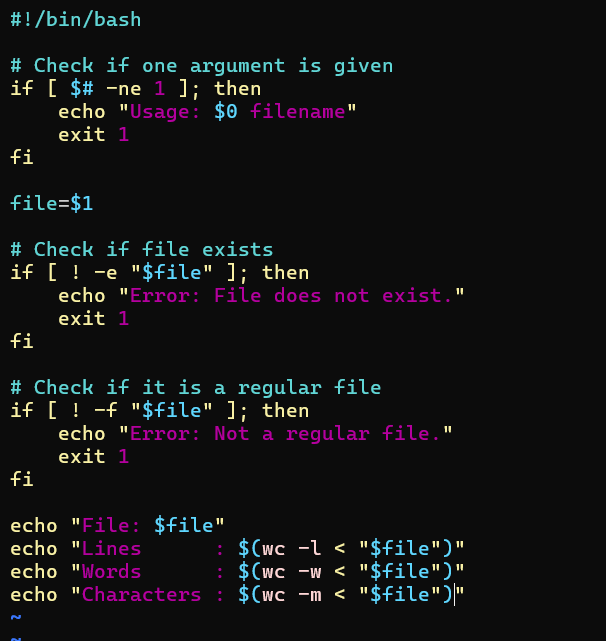 #!/bin/bash

# Check if one argument is given
if [ $# -ne 1 ]; then
    echo "Usage: $0 filename"
    exit 1
fi

file=$1

# Check if file exists
if [ ! -e "$file" ]; then
    echo "Error: File does not exist."
    exit 1
fi

# Check if it is a regular file
if [ ! -f "$file" ]; then
    echo "Error: Not a regular file."
    exit 1
fi

echo "File: $file"
echo "Lines      : $(wc -l < "$file")"
echo "Words      : $(wc -w < "$file")"
echo "Characters : $(wc -m < "$file")"
~
~